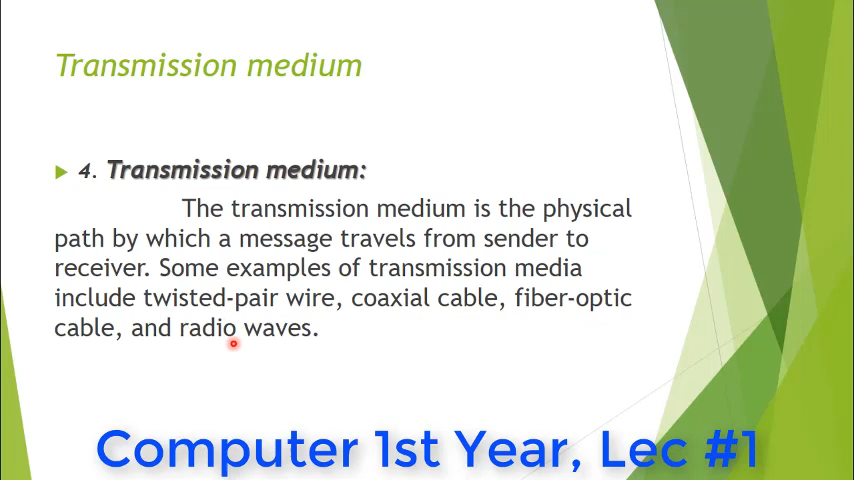 Transmission medium
4. Transmission medium:
The transmission medium is the physical
path by which a message travels from sender to
receiver. Some examples of transmission media
include twisted-pair wire, coaxial cable, fiber-optic
cable, and radio waves.
Computer 1st Year, Lec #1